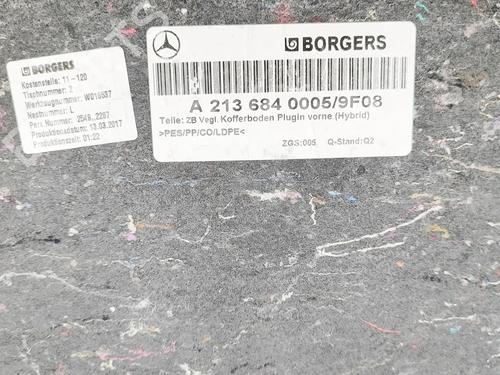 BORGERS
Kostenstelle: 11-120
Tischnummer: 2
Werkzeugnummer: W015537
Nestnummer: L
Pers.Nummer: 2549, 2287
Produktionsdatum: 13.03.2017
Produktionszeit: 01:22
BORGERS
A 213 684 0005/9F08
Teile: ZB Vegl. Kofferboden Plugin vorne (Hybrid)
>PES/PP/CO/LDPE<
ZGS:005 Q-Stand:Q2